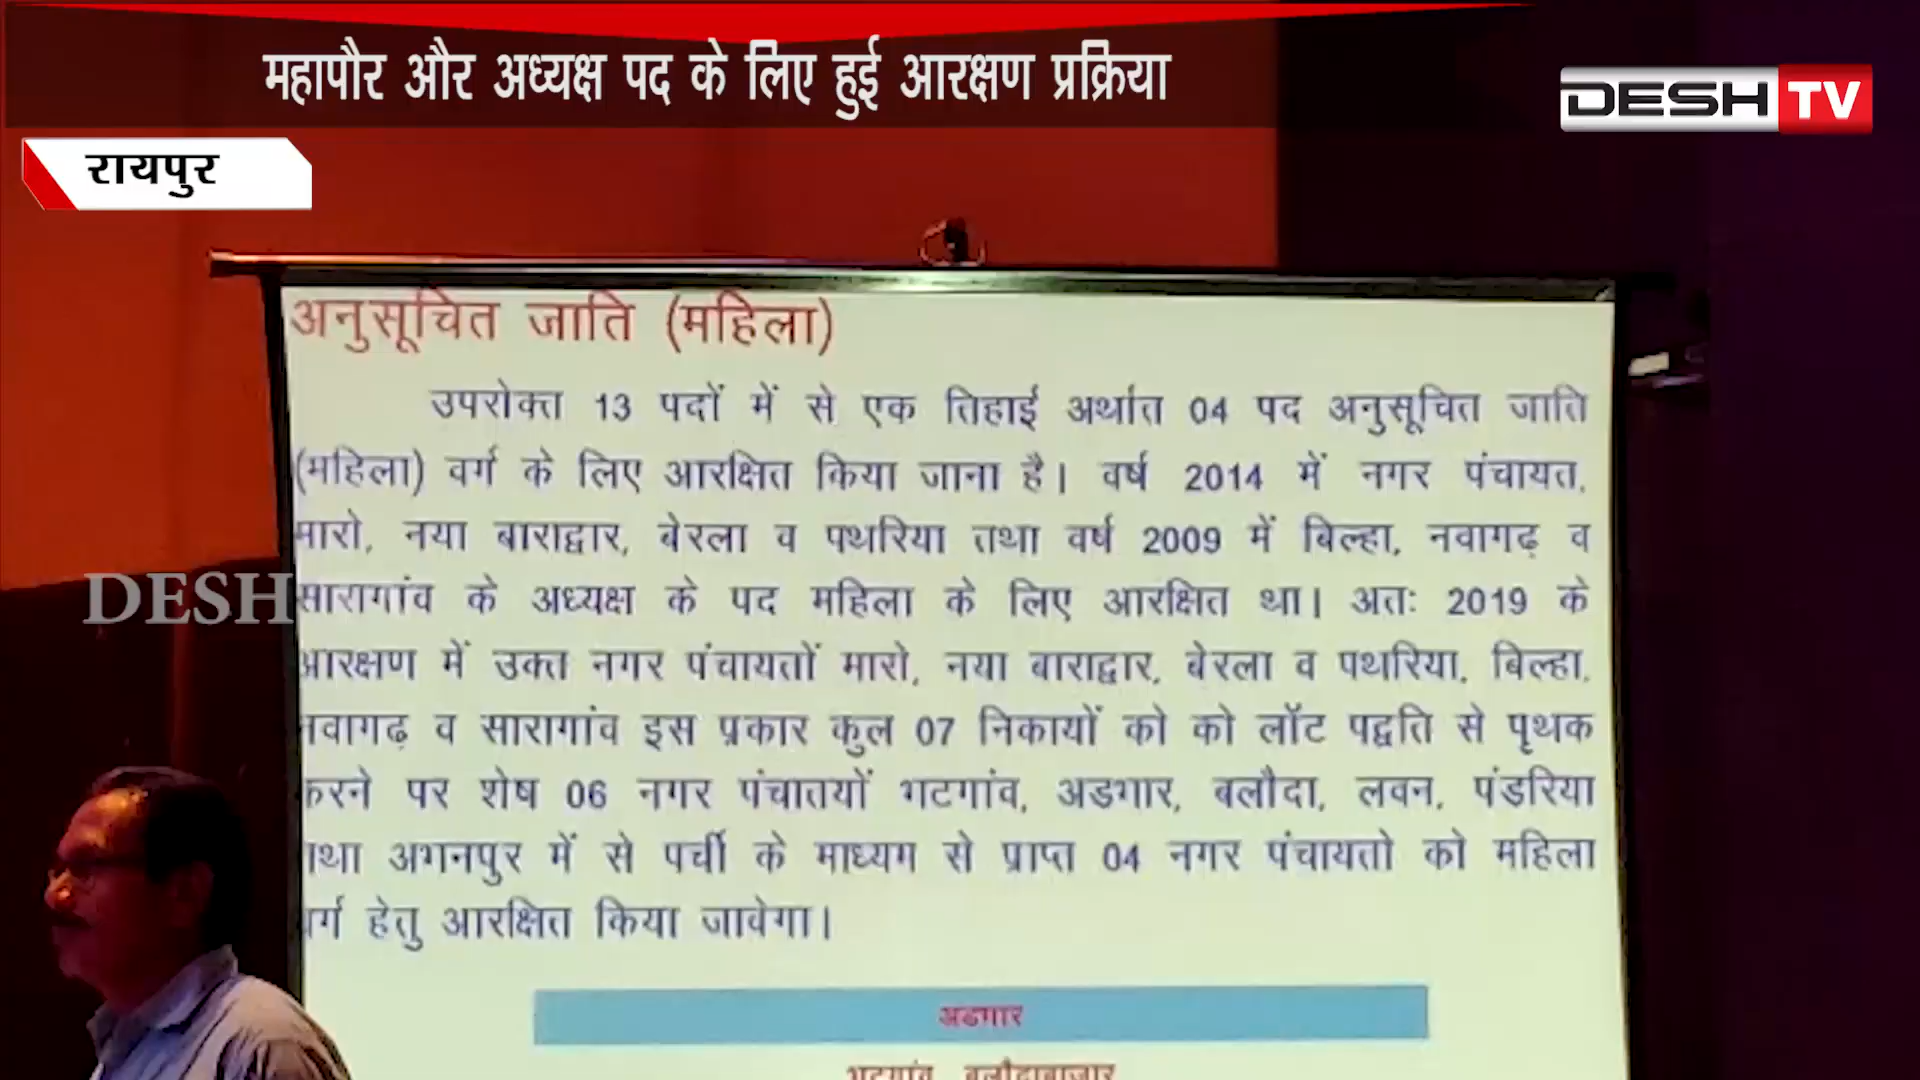 महापौर और अध्यक्ष पद के लिए हुई आरक्षण प्रक्रिया
DESH TV
रायपुर
अनुसूचित जाति (महिला)
उपरोक्त 13 पदों में से एक तिहाई अर्थात 04 पद अनुसूचित जाति
(महिला) वर्ग के लिए आरक्षित किया जाना है। वर्ष 2014 में नगर पंचायत,
मारो, नया बाराद्वार, बेरला व पथरिया तथा वर्ष 2009 में बिल्हा, नवागढ़ व
DESH
सारागांव के अध्यक्ष के पद महिला के लिए आरक्षित था। अतः 2019 के
आरक्षण में उक्त नगर पंचायतों मारो, नया बाराद्वार, बेरला व पथरिया, बिल्हा,
नवागढ़ व सारागांव इस प्रकार कुल 07 निकायों को को लॉट पद्वति से पृथक
करने पर शेष 06 नगर पंचातयों भटगांव, अडभार, बलौदा, लवन, पंडरिया
तथा अभनपुर में से पर्ची के माध्यम से प्राप्त 04 नगर पंचायतो को महिला
वर्ग हेतु आरक्षित किया जावेगा।
अडभार
भटगांव, बलौदाबाजार